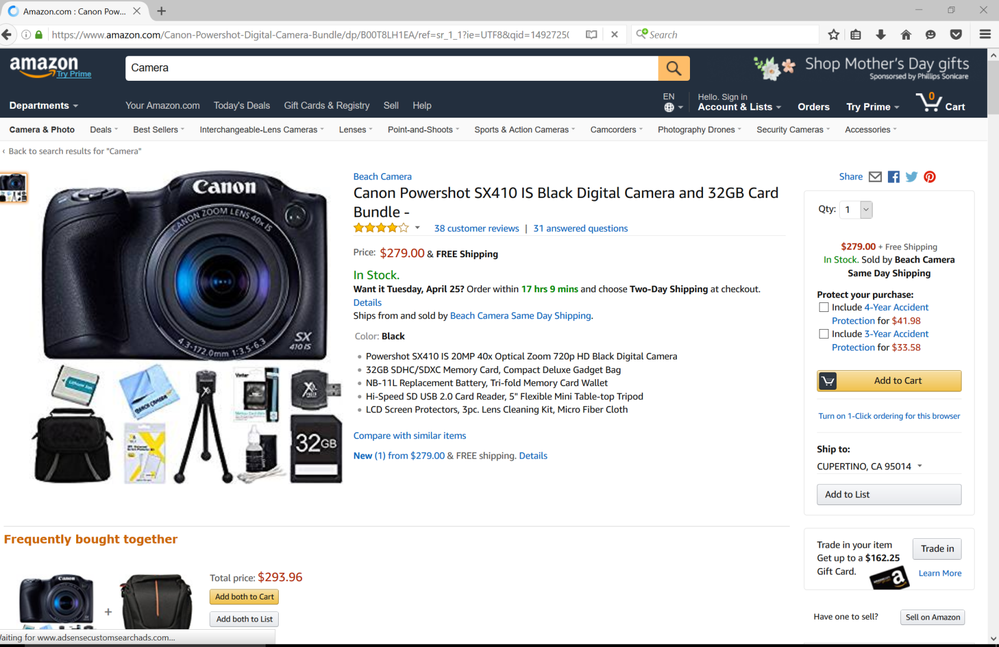 Amazon.com : Canon Pow...
https://www.amazon.com/Canon-Powershot-Digital-Camera-Bundle/dp/B00T8LH1EA/ref=sr_1_1?ie=UTF8&qid=14927250
Search
amazon
Try Prime
Camera
Shop Mother's Day gifts
Sponsorsed by Phillips Sonicare
Departments
Your Amazon.com Today's Deals Gift Cards & Registry Sell Help
EN
Hello. Sign in
Account & Lists
Orders
Try Prime
0
Cart
Camera & Photo Deals Best Sellers Interchangeable-Lens Cameras Lenses Point-and-Shoots Sports & Action Cameras Camcorders Photography Drones Security Cameras Accessories
‹ Back to search results for "Camera"
Canon
CANON ZOOM LENS 40x IS
4.3-172.0mm 1:3.5-6.3
SX
410 IS
Lithium Ion
BEACH CAMERA
Vivitar
32GB
Beach Camera
Canon Powershot SX410 IS Black Digital Camera and 32GB Card
Bundle -
38 customer reviews | 31 answered questions
Price: $279.00 & FREE Shipping
In Stock.
Want it Tuesday, April 25? Order within 17 hrs 9 mins and choose Two-Day Shipping at checkout.
Details
Ships from and sold by Beach Camera Same Day Shipping.
Color: Black
Powershot SX410 IS 20MP 40x Optical Zoom 720p HD Black Digital Camera
32GB SDHC/SDXC Memory Card, Compact Deluxe Gadget Bag
NB-11L Replacement Battery, Tri-fold Memory Card Wallet
Hi-Speed SD USB 2.0 Card Reader, 5" Flexible Mini Table-top Tripod
LCD Screen Protectors, 3pc. Lens Cleaning Kit, Micro Fiber Cloth
Compare with similar items
New (1) from $279.00 & FREE shipping. Details
Share
Qty: 1
$279.00 + Free Shipping
In Stock. Sold by Beach Camera
Same Day Shipping
Protect your purchase:
Include 4-Year Accident
Protection for $41.98
Include 3-Year Accident
Protection for $33.58
Add to Cart
Turn on 1-Click ordering for this browser
Ship to:
CUPERTINO, CA 95014
Add to List
Trade in your item
Get up to a $162.25
Gift Card.
Trade in
Learn More
Have one to sell?
Sell on Amazon
Frequently bought together
Canon
+
Total price: $293.96
Add both to Cart
Add both to List
aiting for www.adsensecustomsearchads.com...